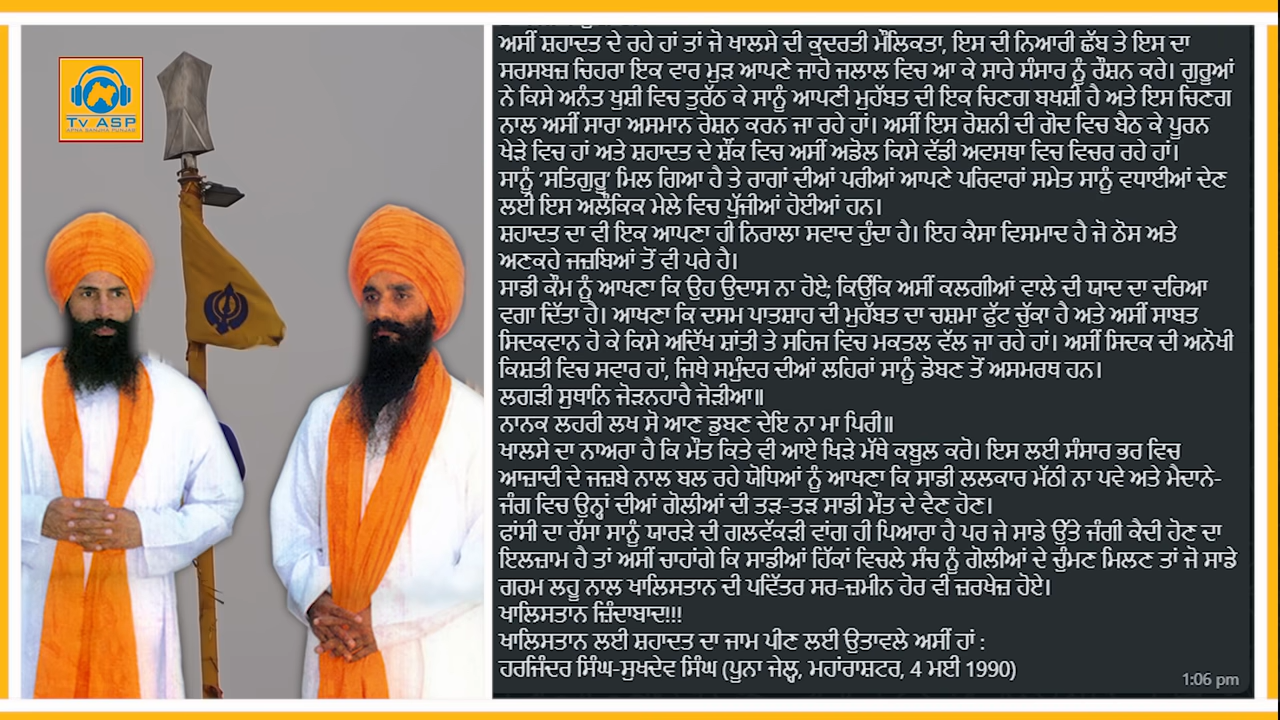 Tv ASP
APNA SANJHA PUNJAB
ਅਸੀਂ ਸ਼ਹਾਦਤ ਦੇ ਰਹੇ ਹਾਂ ਤਾਂ ਜੋ ਖਾਲਸੇ ਦੀ ਕੁਦਰਤੀ ਮੌਲਿਕਤਾ, ਇਸ ਦੀ ਨਿਆਰੀ ਛੱਬ ਤੇ ਇਸ ਦਾ
ਸਰਸਬਜ਼ ਚਿਹਰਾ ਇਕ ਵਾਰ ਮੁੜ ਆਪਣੇ ਜਾਹੋ ਜਲਾਲ ਵਿਚ ਆ ਕੇ ਸਾਰੇ ਸੰਸਾਰ ਨੂੰ ਰੌਸ਼ਨ ਕਰੇ। ਗੁਰੂਆਂ
ਨੇ ਕਿਸੇ ਅਨੰਤ ਖੁਸ਼ੀ ਵਿਚ ਤੁਰੱਠ ਕੇ ਸਾਨੂੰ ਆਪਣੀ ਮੁਹੱਬਤ ਦੀ ਇਕ ਚਿਣਗ ਬਖਸ਼ੀ ਹੈ ਅਤੇ ਇਸ ਚਿਣਗ
ਨਾਲ ਅਸੀਂ ਸਾਰਾ ਅਸਮਾਨ ਰੋਸ਼ਨ ਕਰਨ ਜਾ ਰਹੇ ਹਾਂ। ਅਸੀਂ ਇਸ ਰੋਸ਼ਨੀ ਦੀ ਗੋਦ ਵਿਚ ਬੈਠ ਕੇ ਪੂਰਨ
ਖੇੜੇ ਵਿਚ ਹਾਂ ਅਤੇ ਸ਼ਹਾਦਤ ਦੇ ਸ਼ੌਂਕ ਵਿਚ ਅਸੀਂ ਅਡੋਲ ਕਿਸੇ ਵੱਡੀ ਅਵਸਥਾ ਵਿਚ ਵਿਚਰ ਰਹੇ ਹਾਂ।
ਸਾਨੂੰ 'ਸਤਿਗੁਰੂ' ਮਿਲ ਗਿਆ ਹੈ ਤੇ ਰਾਗਾਂ ਦੀਆਂ ਪਰੀਆਂ ਆਪਣੇ ਪਰਿਵਾਰਾਂ ਸਮੇਤ ਸਾਨੂੰ ਵਧਾਈਆਂ ਦੇਣ
ਲਈ ਇਸ ਅਲੌਕਿਕ ਮੇਲੇ ਵਿਚ ਪੁੱਜੀਆਂ ਹੋਈਆਂ ਹਨ।
ਸ਼ਹਾਦਤ ਦਾ ਵੀ ਇਕ ਆਪਣਾ ਹੀ ਨਿਰਾਲਾ ਸਵਾਦ ਹੁੰਦਾ ਹੈ। ਇਹ ਕੈਸਾ ਵਿਸਮਾਦ ਹੈ ਜੋ ਠੋਸ ਅਤੇ
ਅਣਕਹੇ ਜਜ਼ਬਿਆਂ ਤੋਂ ਵੀ ਪਰੇ ਹੈ।
ਸਾਡੀ ਕੌਮ ਨੂੰ ਆਖਣਾ ਕਿ ਉਹ ਉਦਾਸ ਨਾ ਹੋਏ; ਕਿਉਂਕਿ ਅਸੀਂ ਕਲਗੀਆਂ ਵਾਲੇ ਦੀ ਯਾਦ ਦਾ ਦਰਿਆ
ਵਗਾ ਦਿੱਤਾ ਹੈ। ਆਖਣਾ ਕਿ ਦਸਮ ਪਾਤਸ਼ਾਹ ਦੀ ਮੁਹੱਬਤ ਦਾ ਚਸ਼ਮਾ ਫੁੱਟ ਚੁੱਕਾ ਹੈ ਅਤੇ ਅਸੀਂ ਸਾਬਤ
ਸਿਦਕਵਾਨ ਹੋ ਕੇ ਕਿਸੇ ਅਦਿੱਖ ਸ਼ਾਂਤੀ ਤੇ ਸਹਿਜ ਵਿਚ ਮਕਤਲ ਵੱਲ ਜਾ ਰਹੇ ਹਾਂ। ਅਸੀਂ ਸਿਦਕ ਦੀ ਅਨੋਖੀ
ਕਿਸ਼ਤੀ ਵਿਚ ਸਵਾਰ ਹਾਂ, ਜਿਥੇ ਸਮੁੰਦਰ ਦੀਆਂ ਲਹਿਰਾਂ ਸਾਨੂੰ ਡੋਬਣ ਤੋਂ ਅਸਮਰਥ ਹਨ।
ਲਗੜੀ ਸੁਥਾਨਿ ਜੋੜਨਹਾਰੈ ਜੋੜੀਆ॥
ਨਾਨਕ ਲਹਰੀ ਲਖ ਸੋ ਆਣ ਡੁਬਣ ਦੇਇ ਨਾ ਮਾ ਪਿਰੀ॥
ਖਾਲਸੇ ਦਾ ਨਾਅਰਾ ਹੈ ਕਿ ਮੌਤ ਕਿਤੇ ਵੀ ਆਏ ਖਿੜੇ ਮੱਥੇ ਕਬੂਲ ਕਰੋ। ਇਸ ਲਈ ਸੰਸਾਰ ਭਰ ਵਿਚ
ਆਜ਼ਾਦੀ ਦੇ ਜਜ਼ਬੇ ਨਾਲ ਬਲ ਰਹੇ ਯੋਧਿਆਂ ਨੂੰ ਆਖਣਾ ਕਿ ਸਾਡੀ ਲਲਕਾਰ ਮੱਠੀ ਨਾ ਪਵੇ ਅਤੇ ਮੈਦਾਨੇ-
ਜੰਗ ਵਿਚ ਉਨ੍ਹਾਂ ਦੀਆਂ ਗੋਲੀਆਂ ਦੀ ਤੜ-ਤੜ ਸਾਡੀ ਮੌਤ ਦੇ ਵੈਣ ਹੋਣ।
ਫਾਂਸੀ ਦਾ ਰੱਸਾ ਸਾਨੂੰ ਯਾਰੜੇ ਦੀ ਗਲਵੱਕੜੀ ਵਾਂਗ ਹੀ ਪਿਆਰਾ ਹੈ ਪਰ ਜੇ ਸਾਡੇ ਉੱਤੇ ਜੰਗੀ ਕੈਦੀ ਹੋਣ ਦਾ
ਇਲਜ਼ਾਮ ਹੈ ਤਾਂ ਅਸੀਂ ਚਾਹਾਂਗੇ ਕਿ ਸਾਡੀਆਂ ਹਿੱਕਾਂ ਵਿਚਲੇ ਸੰਚ ਨੂੰ ਗੋਲੀਆਂ ਦੇ ਚੁੰਮਣ ਮਿਲਣ ਤਾਂ ਜੋ ਸਾਡੇ
ਗਰਮ ਲਹੂ ਨਾਲ ਖਾਲਿਸਤਾਨ ਦੀ ਪਵਿੱਤਰ ਸਰ-ਜ਼ਮੀਨ ਹੋਰ ਵੀ ਜ਼ਰਖੇਜ਼ ਹੋਏ।
ਖਾਲਿਸਤਾਨ ਜ਼ਿੰਦਾਬਾਦ!!!
ਖਾਲਿਸਤਾਨ ਲਈ ਸ਼ਹਾਦਤ ਦਾ ਜਾਮ ਪੀਣ ਲਈ ਉਤਾਵਲੇ ਅਸੀਂ ਹਾਂ :
ਹਰਜਿੰਦਰ ਸਿੰਘ-ਸੁਖਦੇਵ ਸਿੰਘ (ਪੂਨਾ ਜੇਲ੍ਹ, ਮਹਾਂਰਾਸ਼ਟਰ, 4 ਮਈ 1990)
1:06 pm